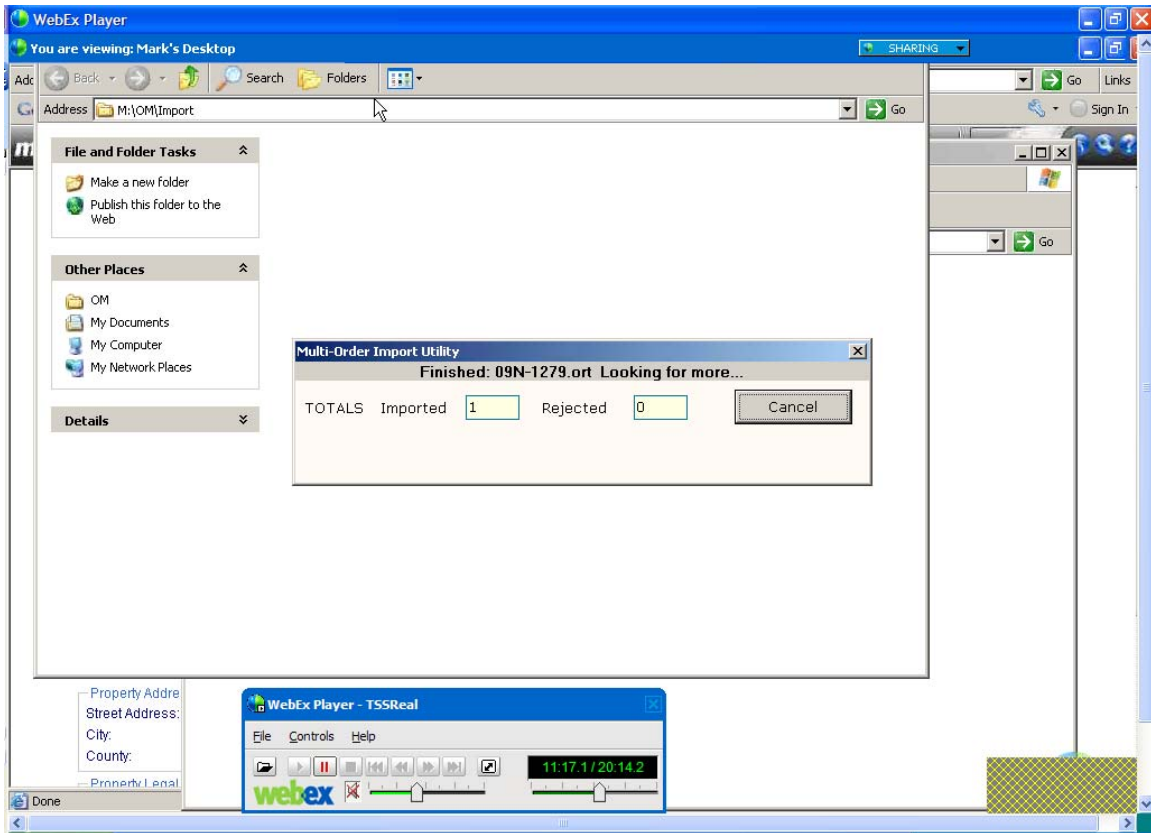 WebEx Player
You are viewing: Mark's Desktop
SHARING
Back
Search
Folders
Go
Links
Address M:\OM\Import
Go
Sign In
File and Folder Tasks
Make a new folder
Publish this folder to the
Web
Go
Other Places
OM
My Documents
My Computer
My Network Places
Details
Multi-Order Import Utility
Finished: 09N-1279.ort Looking for more...
TOTALS Imported 1 Rejected 0 Cancel
Property Addre
Street Address:
City:
County:
Property Legal
WebEx Player - TSSReal
File Controls Help
11:17.1 / 20:14.2
webex
Done